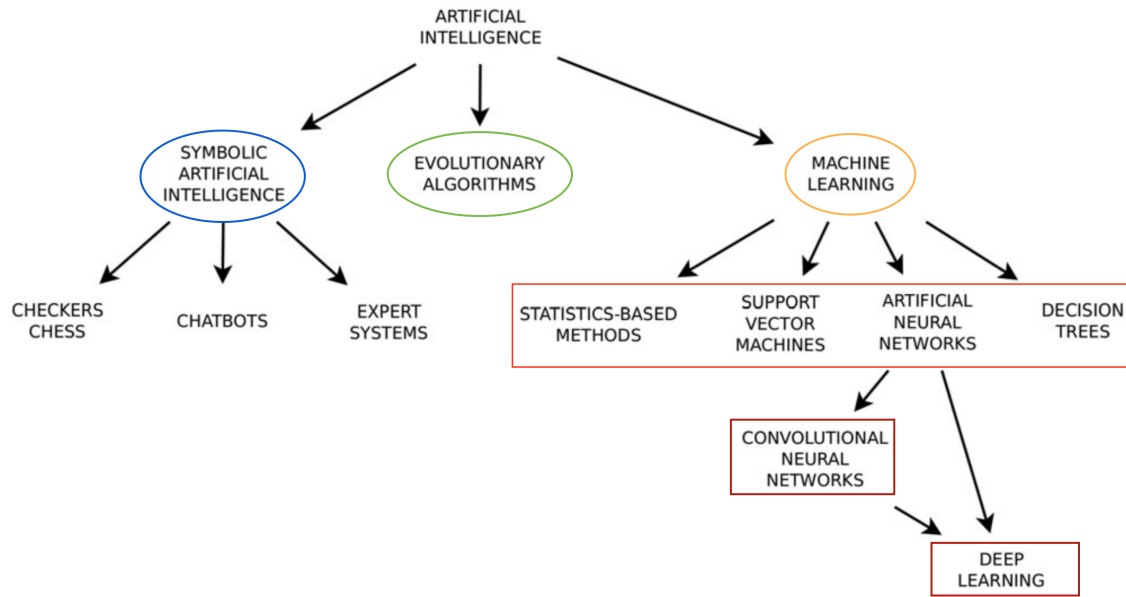 ARTIFICIAL
INTELLIGENCE
SYMBOLIC
ARTIFICIAL
INTELLIGENCE
EVOLUTIONARY
ALGORITHMS
MACHINE
LEARNING
CHECKERS
CHESS
CHATBOTS
EXPERT
SYSTEMS
STATISTICS-BASED
METHODS
SUPPORT
VECTOR
MACHINES
ARTIFICIAL
NEURAL
NETWORKS
DECISION
TREES
CONVOLUTIONAL
NEURAL
NETWORKS
DEEP
LEARNING